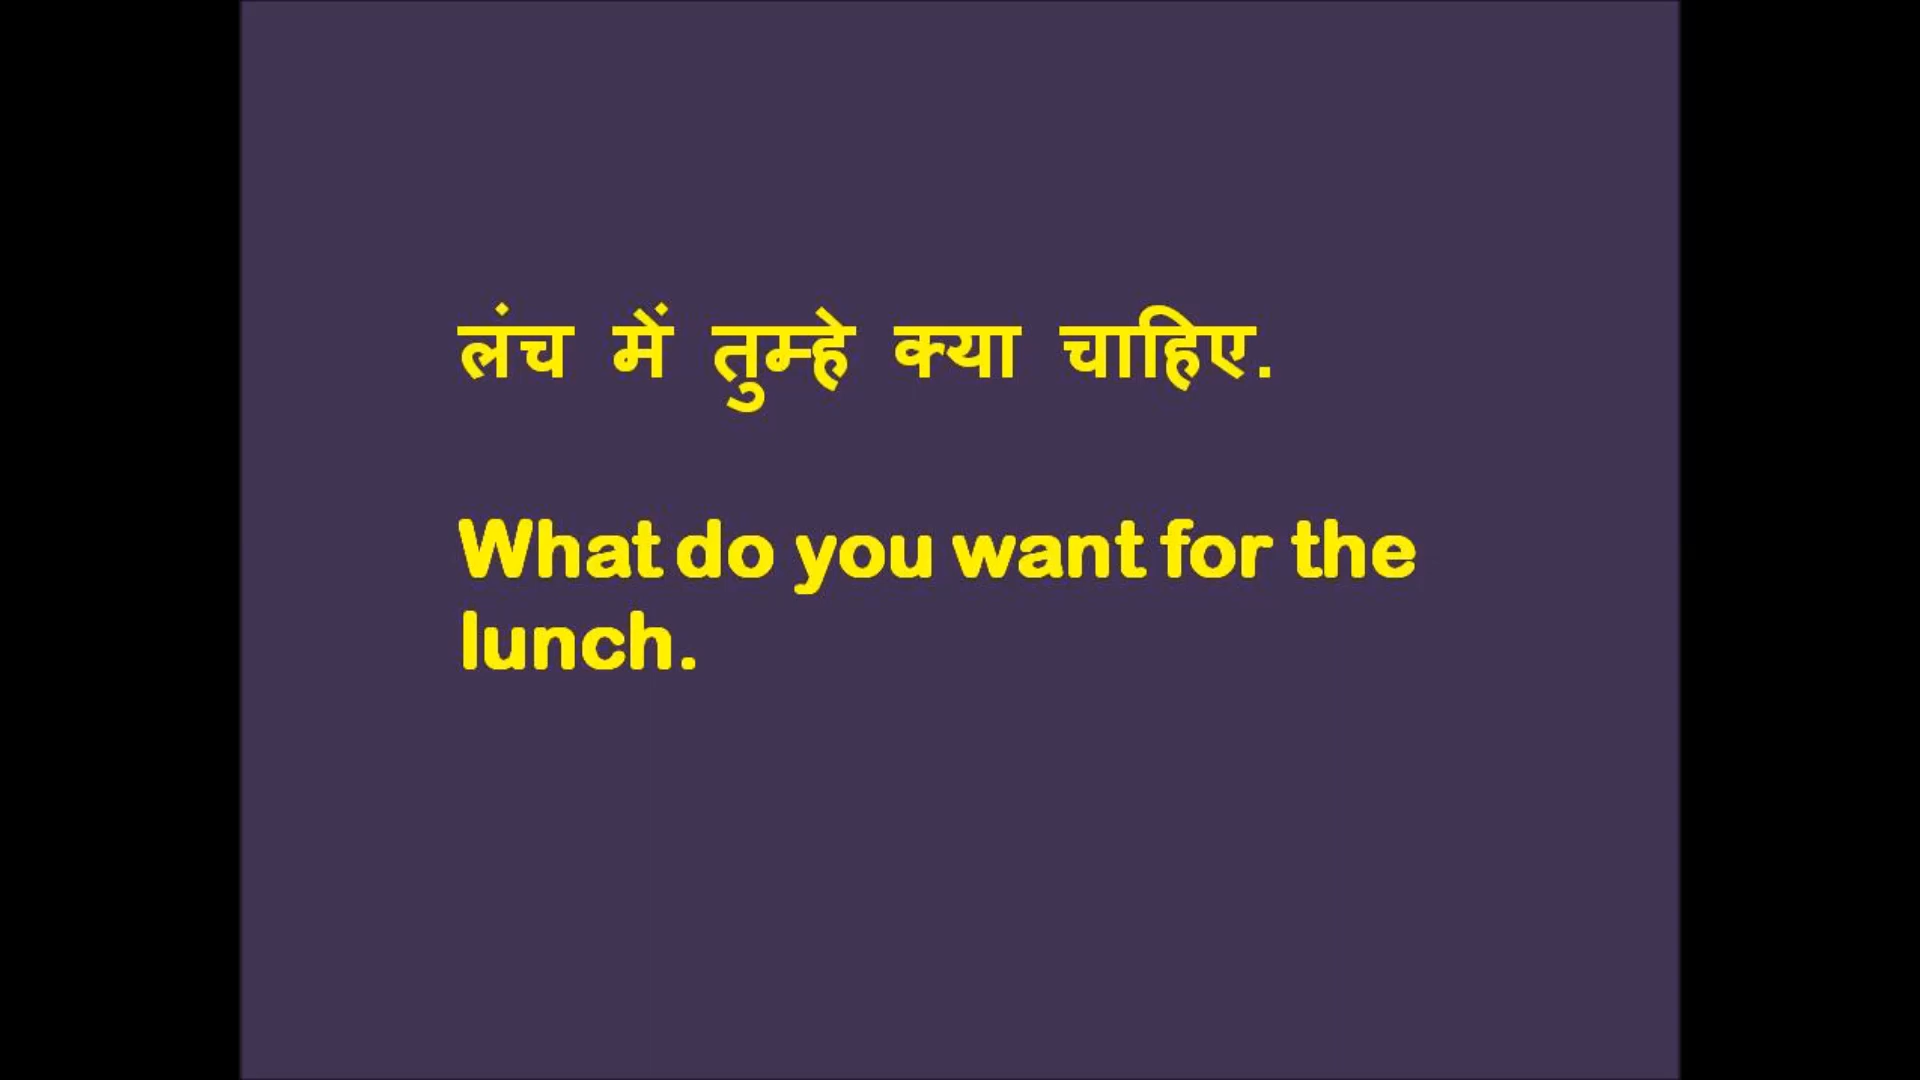 लंच में तुम्हे क्या चाहिए.
What do you want for the
lunch.